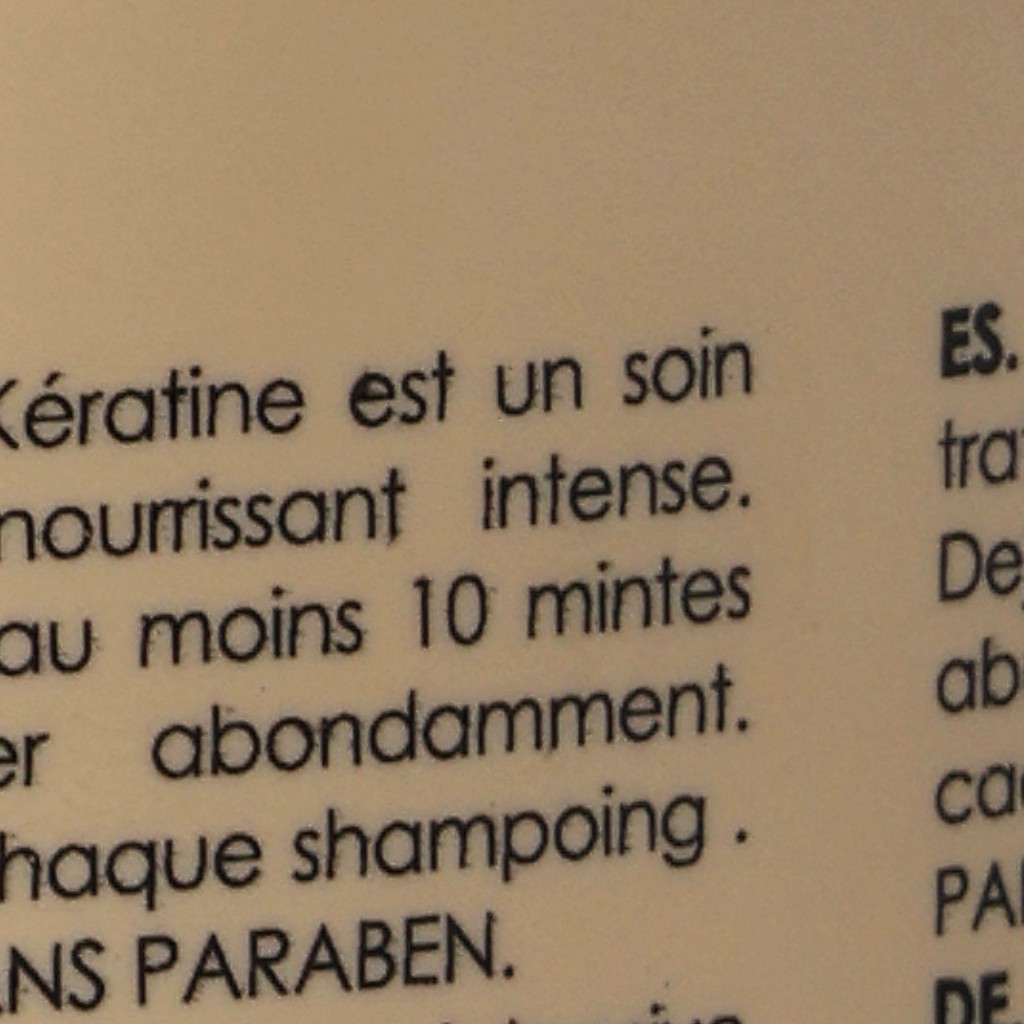 Kératine est un soin
nourrissant intense.
au moins 10 mintes
er abondamment.
haque shampoing .
ANS PARABEN.
ES.
tra
De
ab
ca
PA
DE.